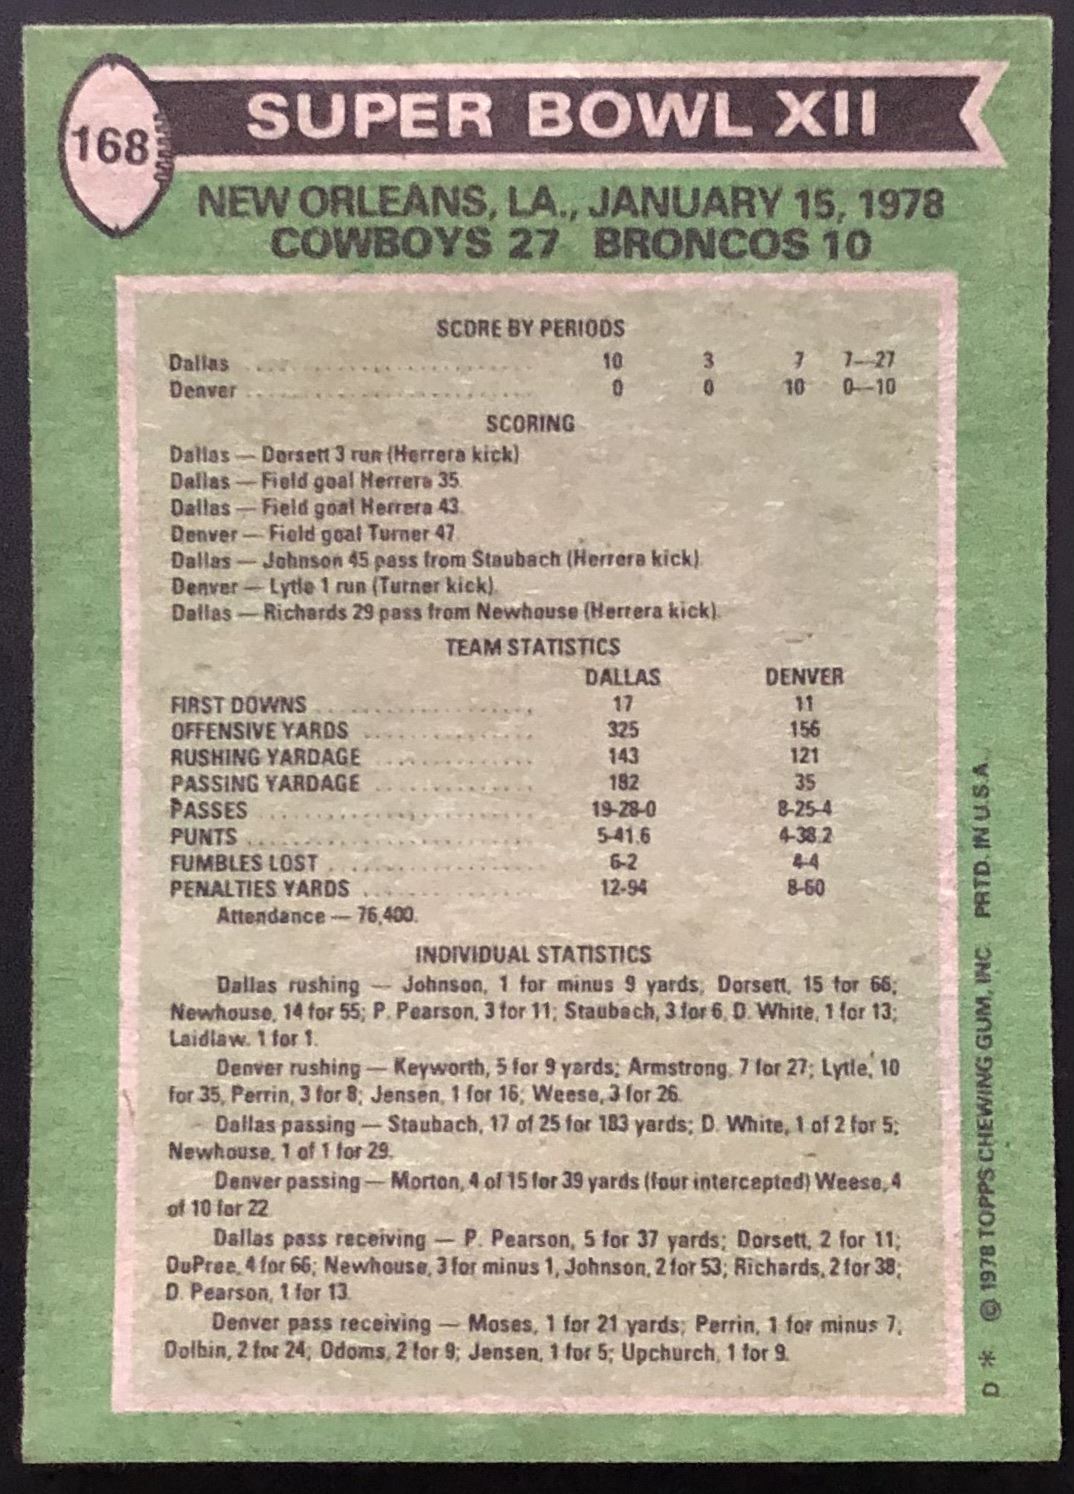 168
SUPER BOWL XII
NEW ORLEANS, LA., JANUARY 15, 1978
COWBOYS 27 BRONCOS 10
SCORE BY PERIODS
Dallas .......................... 10 3 7 7—27
Denver .......................... 0 0 10 0—10
SCORING
Dallas — Dorsett 3 run (Herrera kick)
Dallas — Field goal Herrera 35.
Dallas — Field goal Herrera 43.
Denver — Field goal Turner 47.
Dallas — Johnson 45 pass from Staubach (Herrera kick).
Denver — Lytle 1 run (Turner kick).
Dallas — Richards 29 pass from Newhouse (Herrera kick).
TEAM STATISTICS
DALLAS DENVER
FIRST DOWNS ................ 17 11
OFFENSIVE YARDS ............ 325 156
RUSHING YARDAGE ........... 143 121
PASSING YARDAGE ........... 182 35
PASSES ..................... 19-28-0 8-25-4
PUNTS ...................... 5-41.6 4-38.2
FUMBLES LOST ............... 6-2 4-4
PENALTIES YARDS ............ 12-94 8-60
Attendance — 76,400.
INDIVIDUAL STATISTICS
Dallas rushing — Johnson, 1 for minus 9 yards; Dorsett, 15 for 66;
Newhouse, 14 for 55; P. Pearson, 3 for 11; Staubach, 3 for 6, D. White, 1 for 13;
Laidlaw. 1 for 1.
Denver rushing — Keyworth, 5 for 9 yards; Armstrong, 7 for 27; Lytle, 10
for 35, Perrin, 3 for 8; Jensen, 1 for 16; Weese, 3 for 26.
Dallas passing — Staubach, 17 of 25 for 183 yards; D. White, 1 of 2 for 5;
Newhouse, 1 of 1 for 29.
Denver passing — Morton, 4 of 15 for 39 yards (four intercepted) Weese, 4
of 10 for 22
Dallas pass receiving — P. Pearson, 5 for 37 yards; Dorsett, 2 for 11;
DuPree, 4 for 66; Newhouse, 3 for minus 1, Johnson, 2 for 53; Richards, 2 for 38;
D. Pearson, 1 for 13.
Denver pass receiving — Moses, 1 for 21 yards; Perrin, 1 for minus 7,
Dolbin, 2 for 24; Odoms, 2 for 9; Jensen, 1 for 5; Upchurch, 1 for 9.
D * © 1978 TOPPS CHEWING GUM, INC PRTD. IN U.S.A.